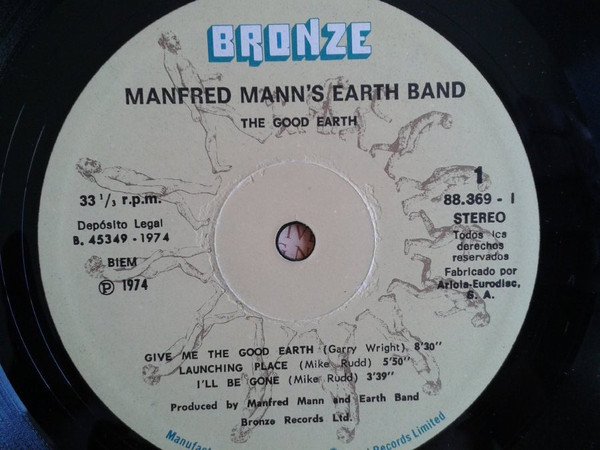 BRONZE
MANFRED MANN'S EARTH BAND
THE GOOD EARTH
33 1/3 r.p.m.
Depósito Legal
B. 45349 - 1974
BIEM
Ⓟ 1974
1
88.369 - I
STEREO
Todos los
derechos
reservados
Fabricado por
Ariola-Eurodisc,
S. A.
GIVE ME THE GOOD EARTH (Garry Wright) 8'30"
LAUNCHING PLACE (Mike Rudd) 5'50"
I'LL BE GONE (Mike Rudd) 3'39"
Produced by Manfred Mann and Earth Band
Bronze Records Ltd.
Records Limited